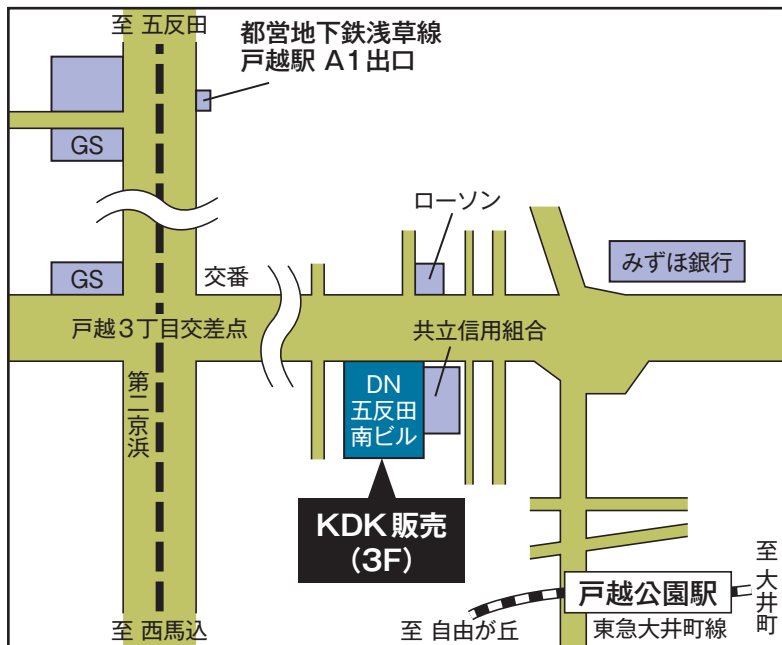 至 五反田
都営地下鉄浅草線
戸越駅 A1出口
GS
ローソン
みずほ銀行
GS
交番
戸越3丁目交差点
共立信用組合
第二京浜
DN
五反田
南ビル
KDK販売
(3F)
戸越公園駅
至 大井町
至 西馬込
至 自由が丘
東急大井町線